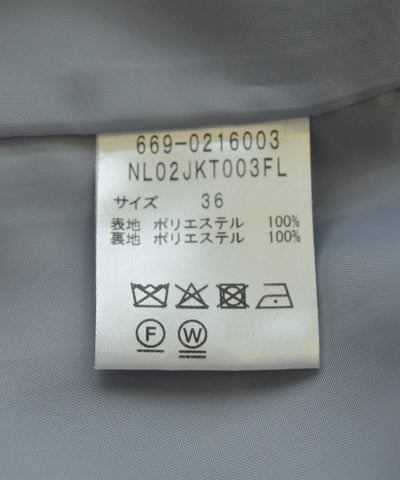 669-0216003
NL02JKT003FL
サイズ 36
表地 ポリエステル 100%
裏地 ポリエステル 100%
F W